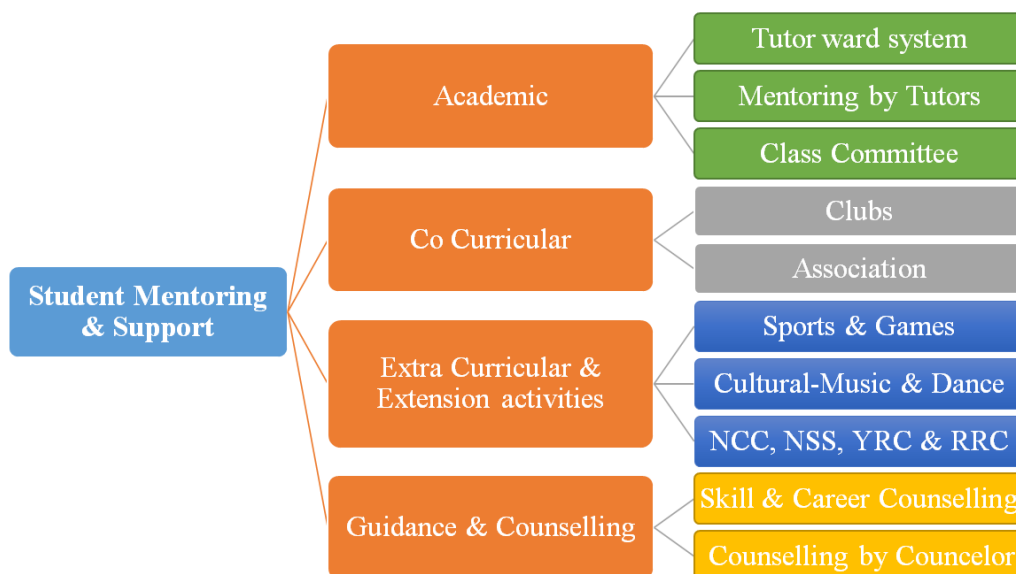 Student Mentoring
& Support
Academic
Tutor ward system
Mentoring by Tutors
Class Committee
Co Curricular
Clubs
Association
Extra Curricular &
Extension activities
Sports & Games
Cultural-Music & Dance
NCC, NSS, YRC & RRC
Guidance & Counselling
Skill & Career Counselling
Counselling by Councelor